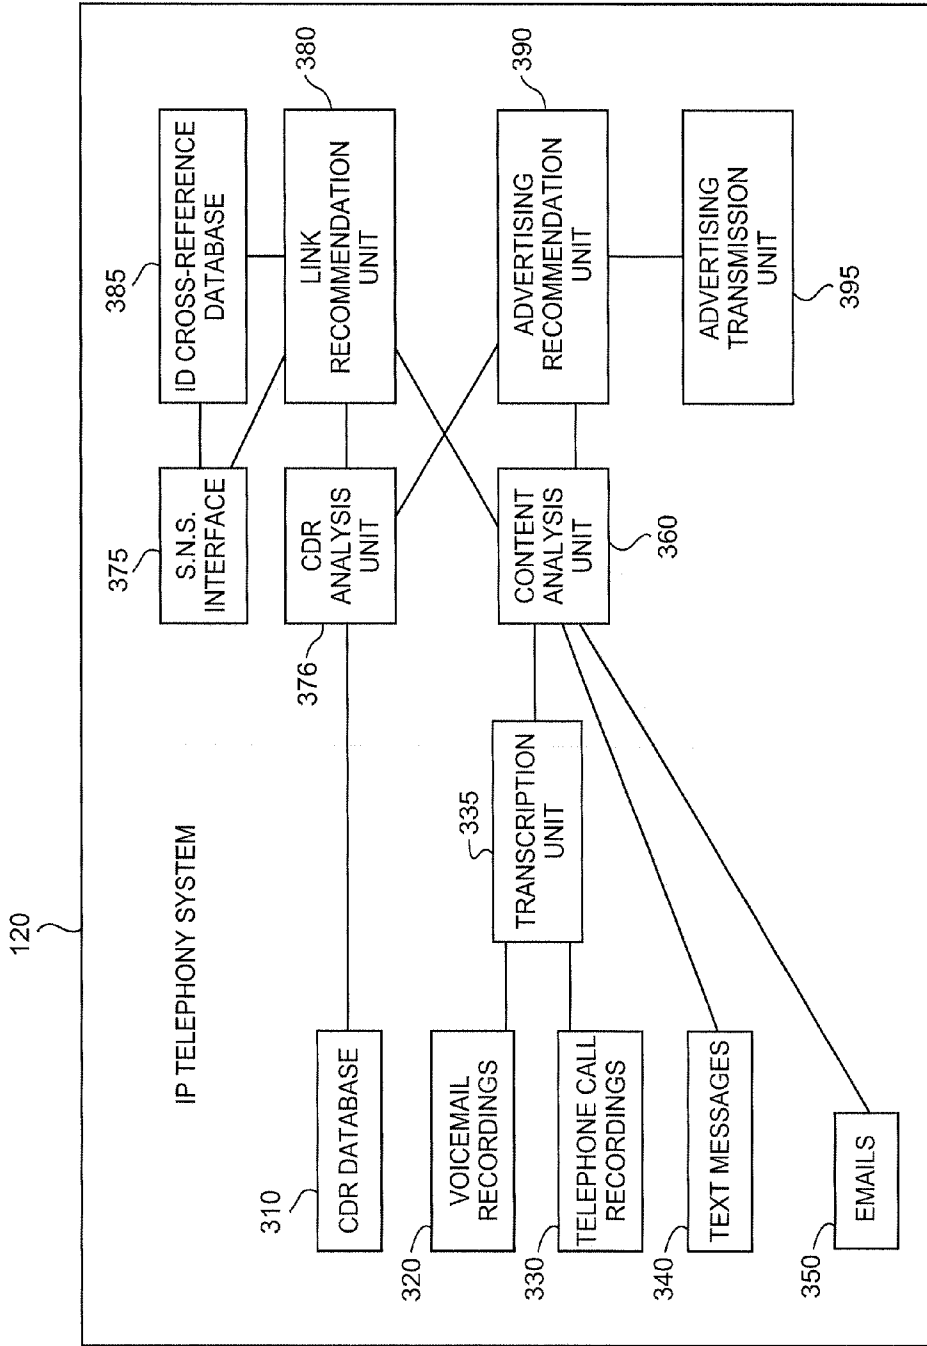 120
IP TELEPHONY SYSTEM
310
CDR DATABASE
320
VOICEMAIL
RECORDINGS
330
TELEPHONE CALL
RECORDINGS
340
TEXT MESSAGES
350
EMAILS
335
TRANSCRIPTION
UNIT
375
S.N.S.
INTERFACE
376
CDR
ANALYSIS
UNIT
CONTENT
ANALYSIS
UNIT
360
385
ID CROSS-REFERENCE
DATABASE
380
LINK
RECOMMENDATION
UNIT
390
ADVERTISING
RECOMMENDATION
UNIT
ADVERTISING
TRANSMISSION
UNIT
395